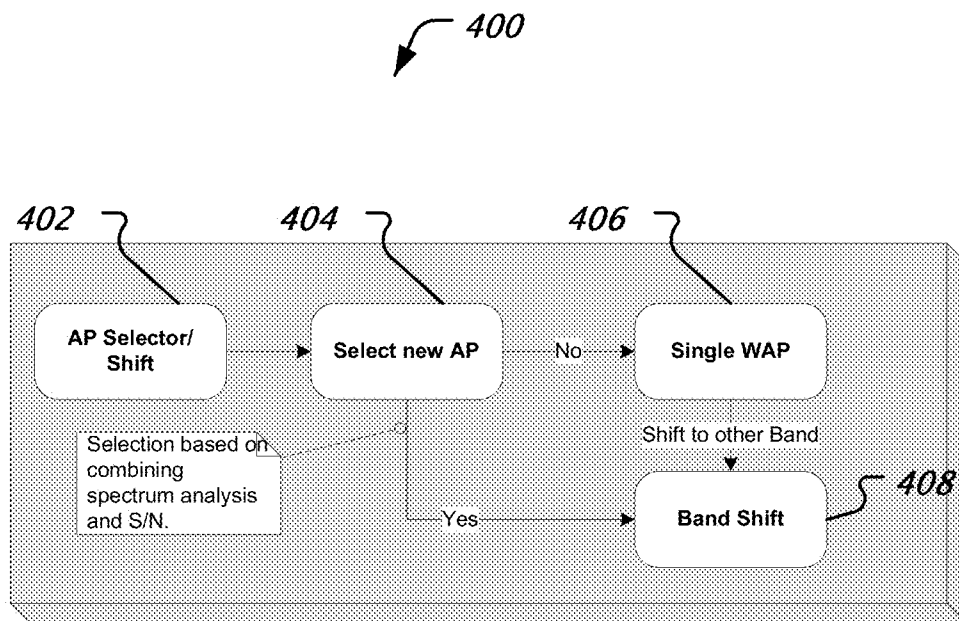 400
402
404
406
AP Selector/
Shift
Select new AP
No
Single WAP
Selection based on
combining
spectrum analysis
and S/N.
Shift to other Band
408
Yes
Band Shift